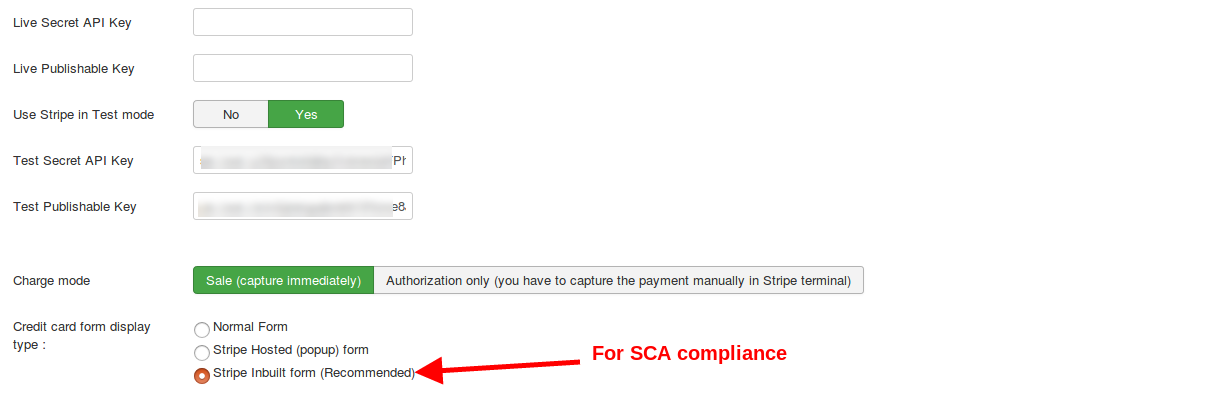 Live Secret API Key
Live Publishable Key
Use Stripe in Test mode
No Yes
Test Secret API Key
Test Publishable Key
e8
Charge mode
Sale (capture immediately) Authorization only (you have to capture the payment manually in Stripe terminal)
Credit card form display
type :
Normal Form
Stripe Hosted (popup) form
Stripe Inbuilt form (Recommended)
For SCA compliance